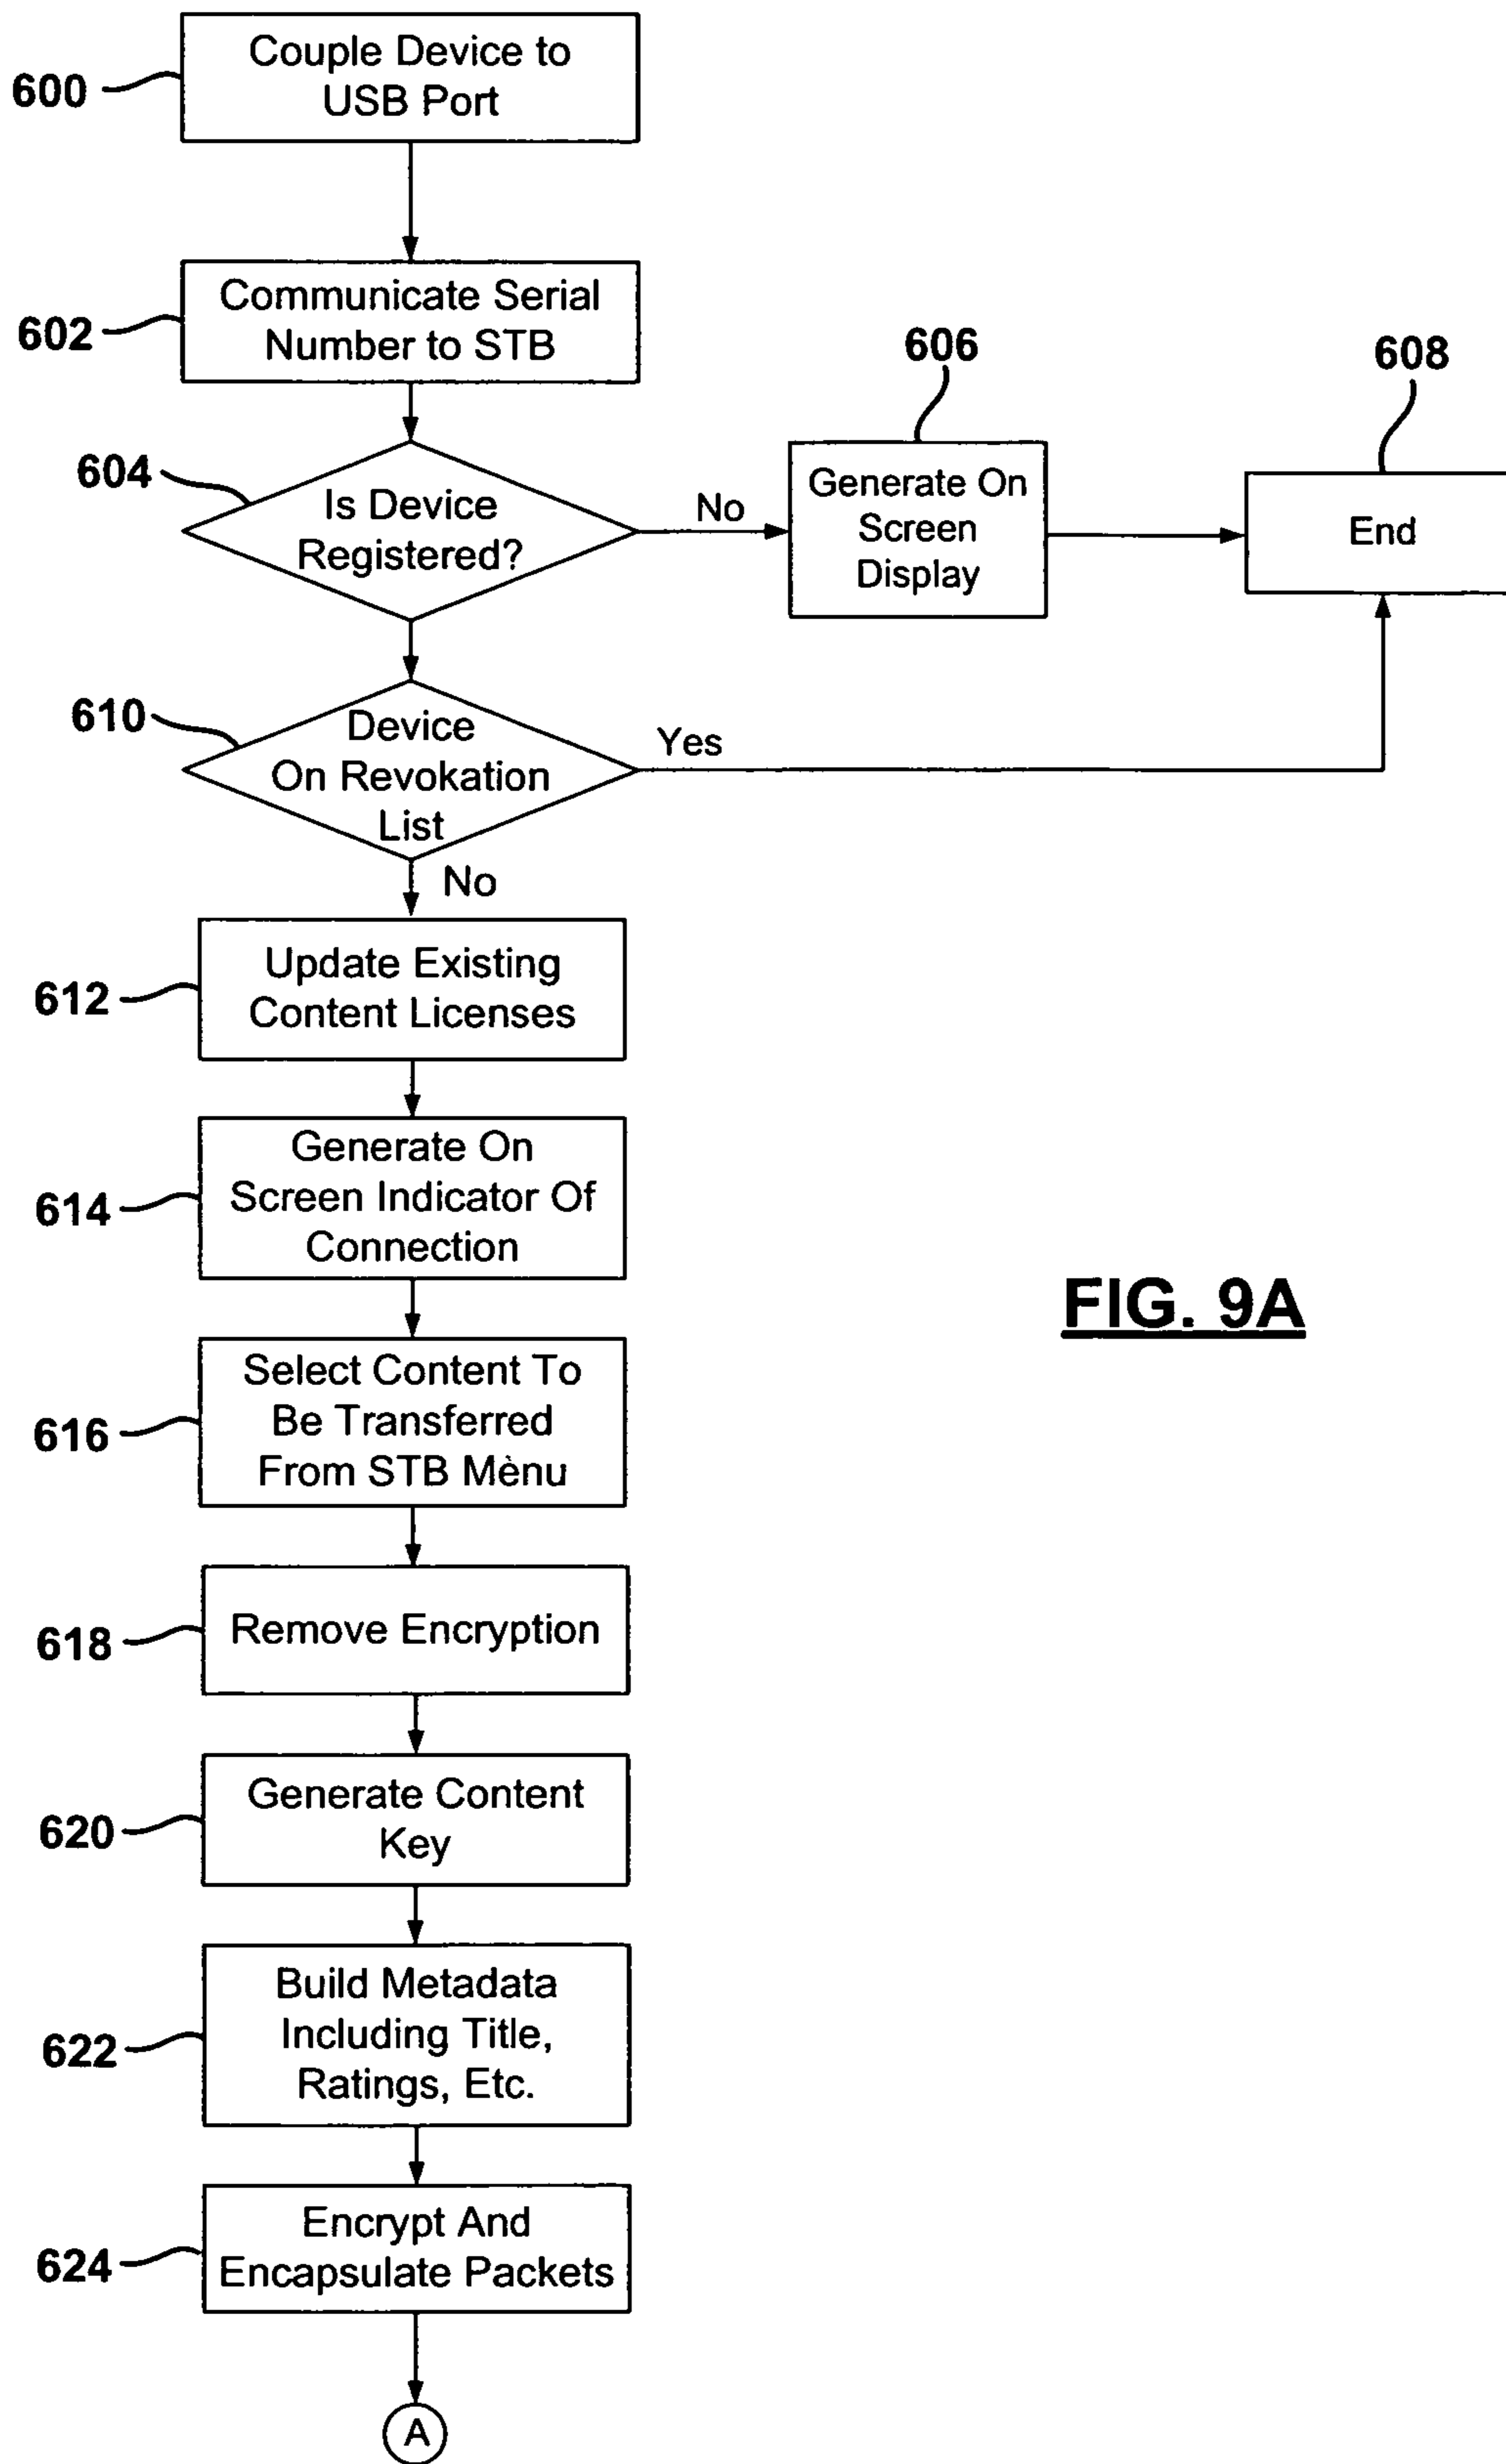 Couple Device to
USB Port
600
Communicate Serial
Number to STB
602
604
Is Device
Registered?
No
606
Generate On
Screen
Display
608
End
610
Device
On Revokation
List
Yes
No
612
Update Existing
Content Licenses
614
Generate On
Screen Indicator Of
Connection
616
Select Content To
Be Transferred
From STB Menu
618
Remove Encryption
620
Generate Content
Key
622
Build Metadata
Including Title,
Ratings, Etc.
624
Encrypt And
Encapsulate Packets
A
FIG. 9A